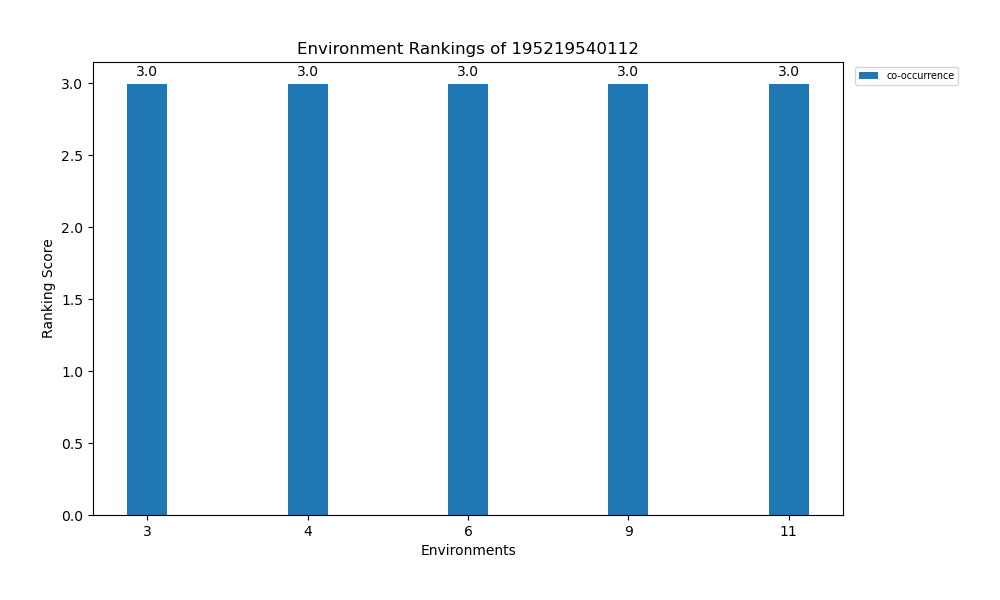 Environment Rankings of 195219540112
3.0 3.0 3.0 3.0 3.0
co-occurrence
3.0
2.5
2.0
1.5
1.0
0.5
0.0
Ranking Score
3 4 6 9 11
Environments